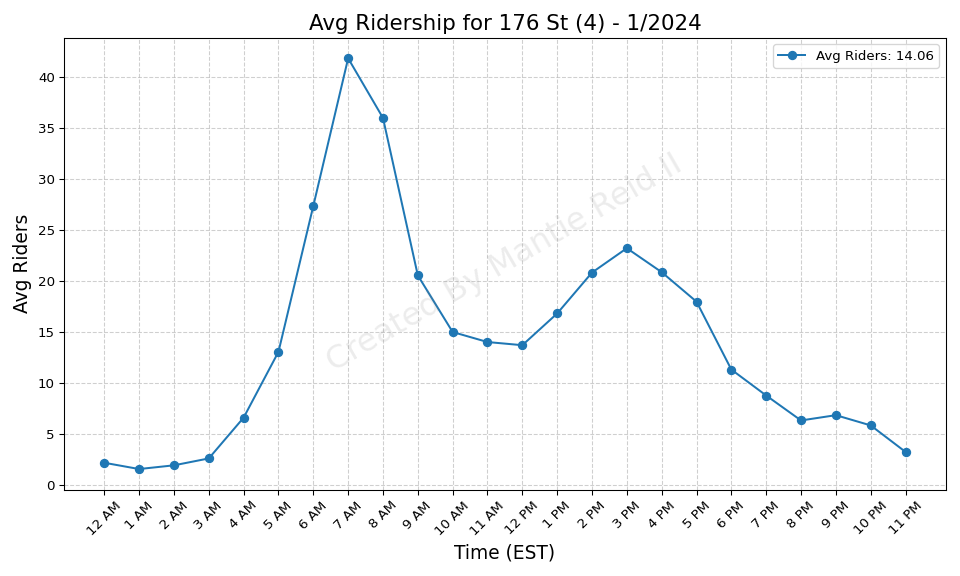 Avg Ridership for 176 St (4) - 1/2024
Avg Riders: 14.06
Avg Riders
40
35
30
25
20
15
10
5
0
Created By Mantie Reid II
12 AM
1 AM
2 AM
3 AM
4 AM
5 AM
6 AM
7 AM
8 AM
9 AM
10 AM
11 AM
12 PM
1 PM
2 PM
3 PM
4 PM
5 PM
6 PM
7 PM
8 PM
9 PM
10 PM
11 PM
Time (EST)